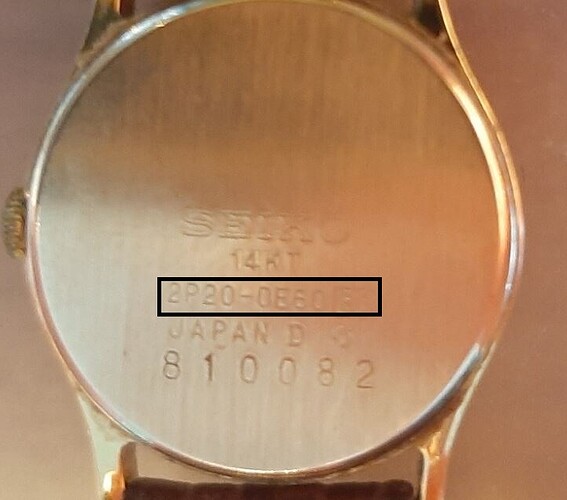 SEIKO
14KT
2P20-0E60
JAPAN D
810082